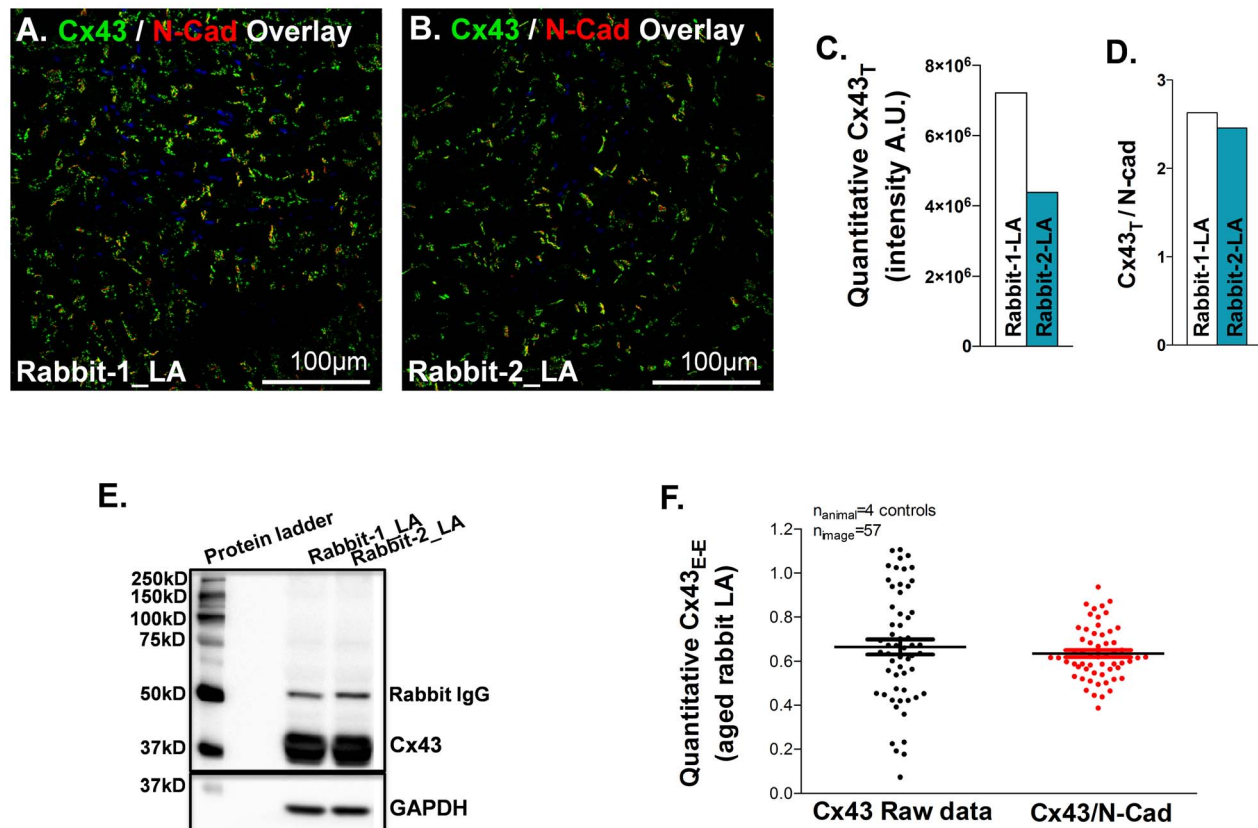 A. Cx43 / N-Cad Overlay
Rabbit-1_LA
100µm
B. Cx43 / N-Cad Overlay
Rabbit-2_LA
100µm
C.
Quantitative Cx43T
(intensity A.U.)
8×10⁶
6×10⁶
4×10⁶
2×10⁶
0
Rabbit-1-LA
Rabbit-2-LA
D.
Cx43T / N-cad
3
2
1
0
Rabbit-1-LA
Rabbit-2-LA
E.
Protein ladder
Rabbit-1_LA
Rabbit-2_LA
250kD
150kD
100kD
75kD
50kD
37kD
37kD
Rabbit IgG
Cx43
GAPDH
F.
nanimal=4 controls
nimage=57
Quantitative Cx43E-E
(aged rabbit LA)
1.2
1.0
0.8
0.6
0.4
0.2
0.0
Cx43 Raw data
Cx43/N-Cad